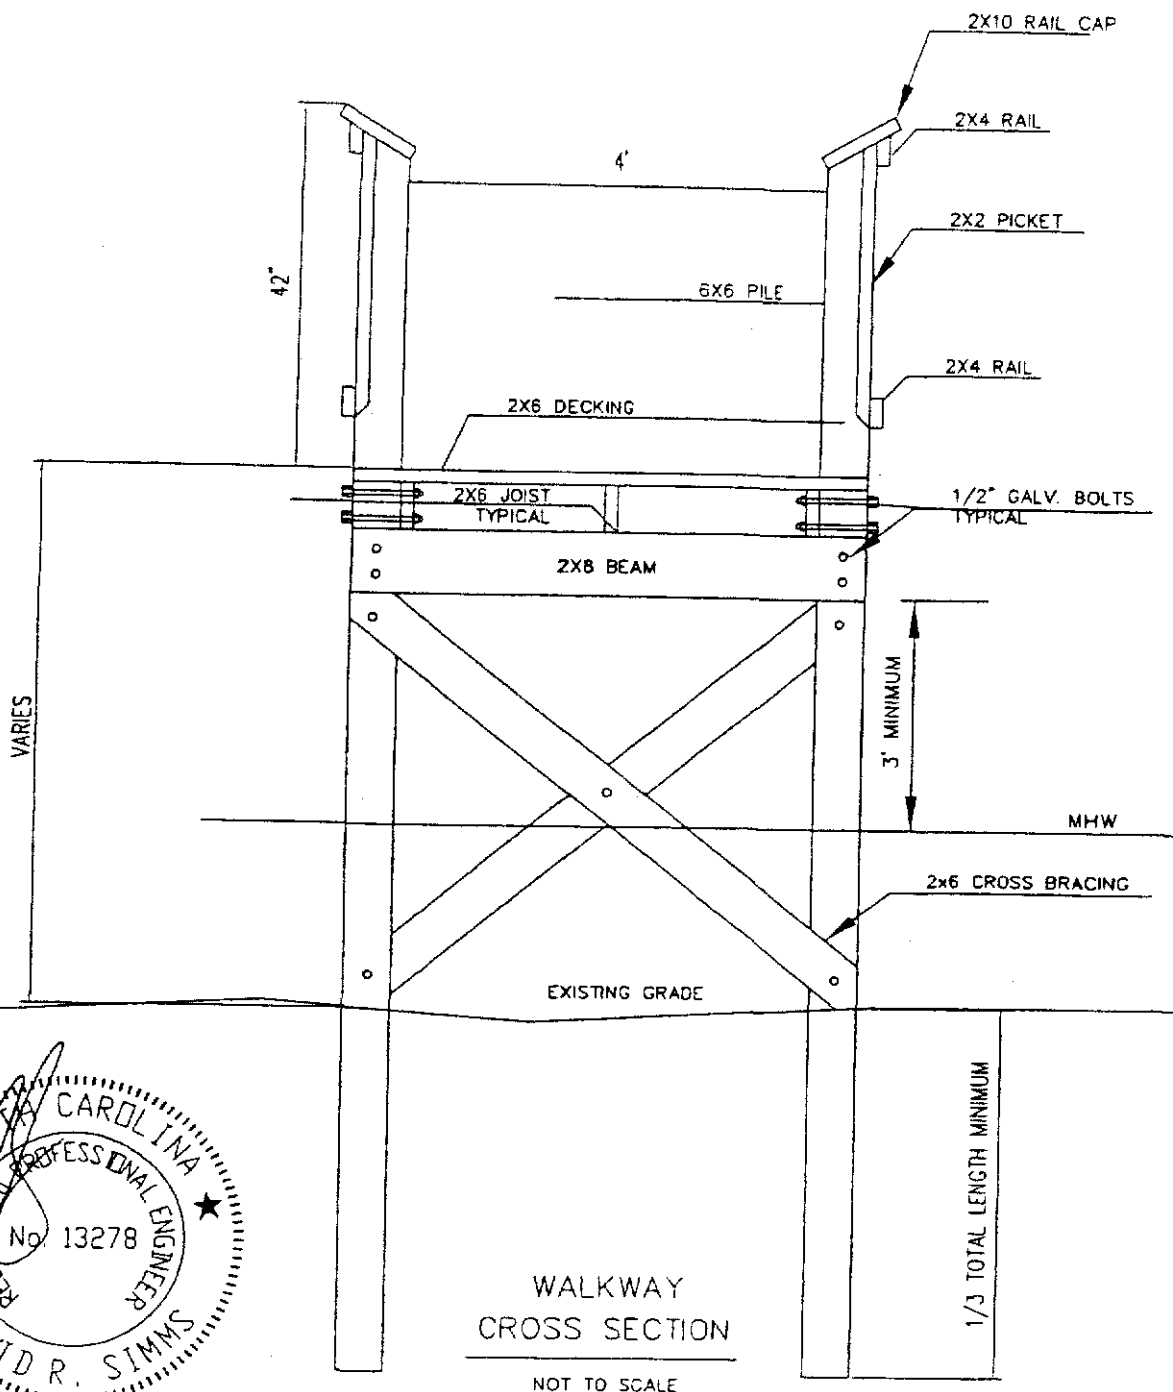 2X10 RAIL CAP
2X4 RAIL
4'
2X2 PICKET
42"
6X6 PILE
2X4 RAIL
2X6 DECKING
2X6 JOIST
TYPICAL
1/2" GALV. BOLTS
TYPICAL
2X8 BEAM
VARIES
3' MINIMUM
MHW
2x6 CROSS BRACING
EXISTING GRADE
1/3 TOTAL LENGTH MINIMUM
CAROLINA
PROFESSIONAL ENGINEER
No. 13278
R. SIMMS
WALKWAY
CROSS SECTION
NOT TO SCALE